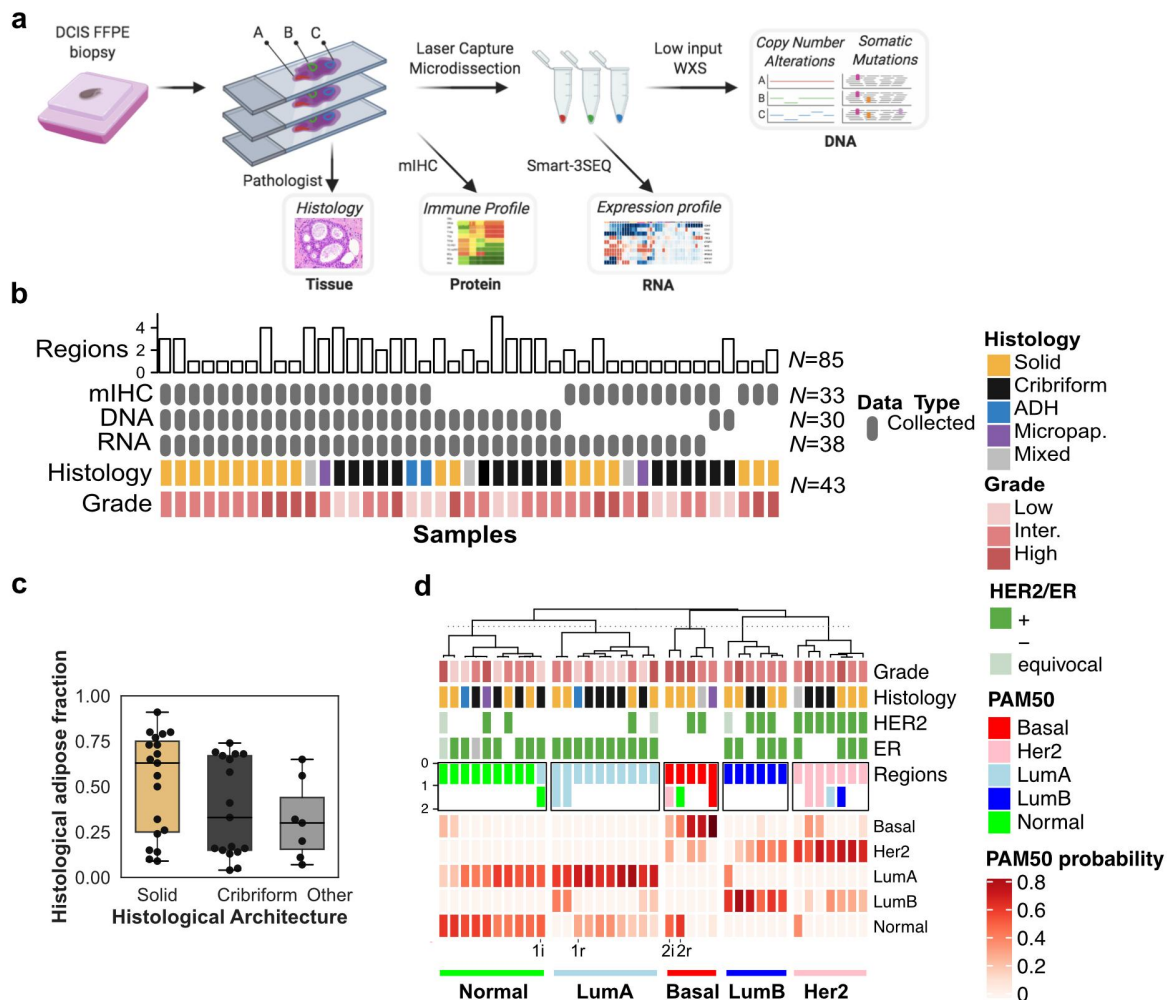 a
DCIS FFPE
biopsy
A
B
C
Laser Capture
Microdissection
Low input
WXS
Copy Number
Alterations
Somatic
Mutations
A
B
C
DNA
Pathologist
mIHC
Smart-3SEQ
Histology
Immune Profile
Expression profile
Tissue
Protein
RNA
b
4
2
0
Regions
N=85
mIHC
N=33
DNA
N=30
RNA
N=38
Histology
N=43
Grade
Samples
Data Type
Collected
Histology
Solid
Cribriform
ADH
Micropap.
Mixed
Grade
Low
Inter.
High
HER2/ER
+
–
equivocal
PAM50
Basal
Her2
LumA
LumB
Normal
PAM50 probability
0.8
0.6
0.4
0.2
0
c
Histological adipose fraction
1.00
0.75
0.50
0.25
0.00
Solid
Cribriform
Other
Histological Architecture
d
Grade
Histology
HER2
ER
0
1
2
Regions
Basal
Her2
LumA
LumB
Normal
1i
1r
2i
2r
Normal
LumA
Basal
LumB
Her2